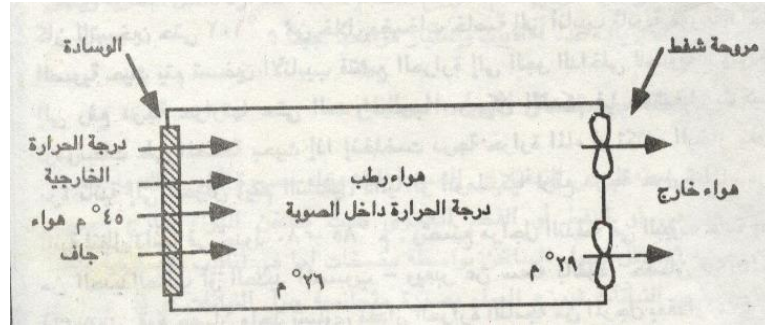 الوسادة
مروحة شفط
درجة الحرارة
الخارجية
٤٥° م هواء
جاف
هواء رطب
درجة الحرارة داخل الصوبة
٢٦° م
٢٩° م
هواء خارج